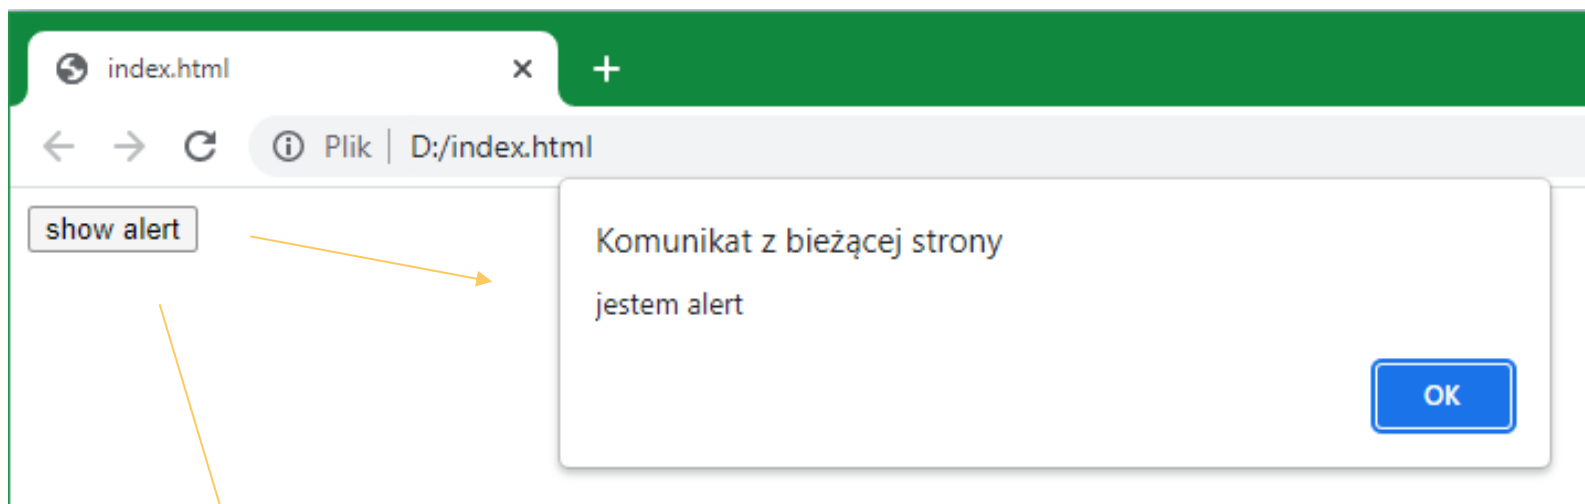 index.html
Plik | D:/index.html
show alert
Komunikat z bieżącej strony
jestem alert
OK